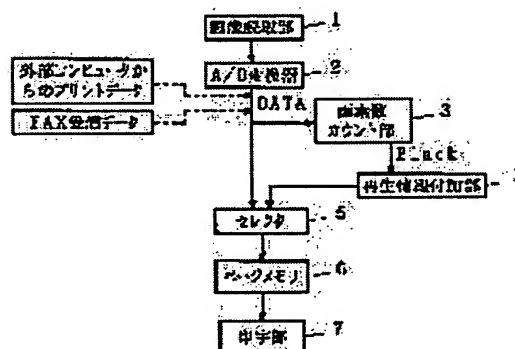 画像読取部
1
A/D変換器
2
外部コンピュータか
らのプリントデータ
DATA
FAX受信データ
画素数
カウント部
3
Black
再生情報付加部
セレクタ
5
ページメモリ
6
印字部
7